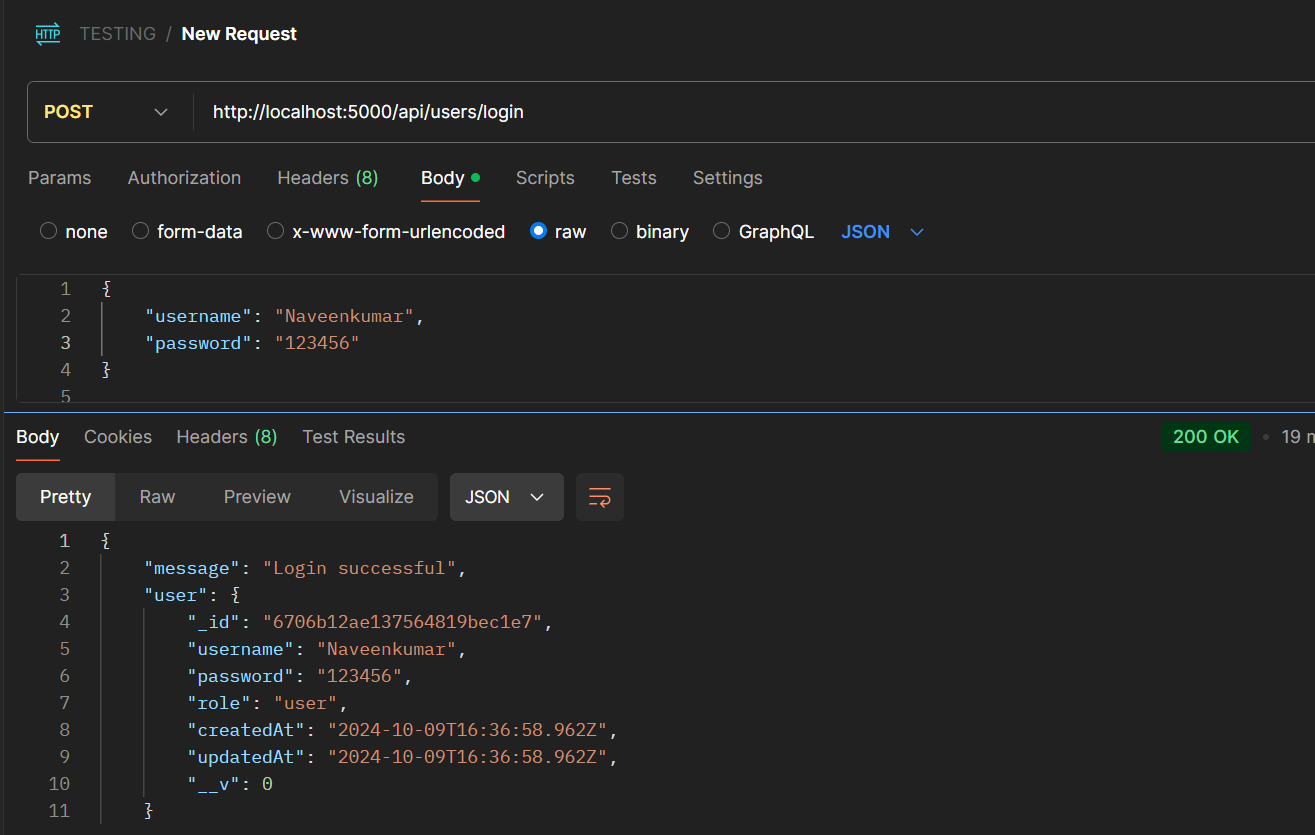 HTTP TESTING / New Request
POST http://localhost:5000/api/users/login
Params Authorization Headers (8) Body Scripts Tests Settings
none form-data x-www-form-urlencoded raw binary GraphQL JSON
1 {
2 "username": "Naveenkumar",
3 "password": "123456"
4 }
5
Body Cookies Headers (8) Test Results 200 OK • 19 m
Pretty Raw Preview Visualize JSON
1 {
2 "message": "Login successful",
3 "user": {
4 "_id": "6706b12ae137564819bec1e7",
5 "username": "Naveenkumar",
6 "password": "123456",
7 "role": "user",
8 "createdAt": "2024-10-09T16:36:58.962Z",
9 "updatedAt": "2024-10-09T16:36:58.962Z",
10 "__v": 0
11 }